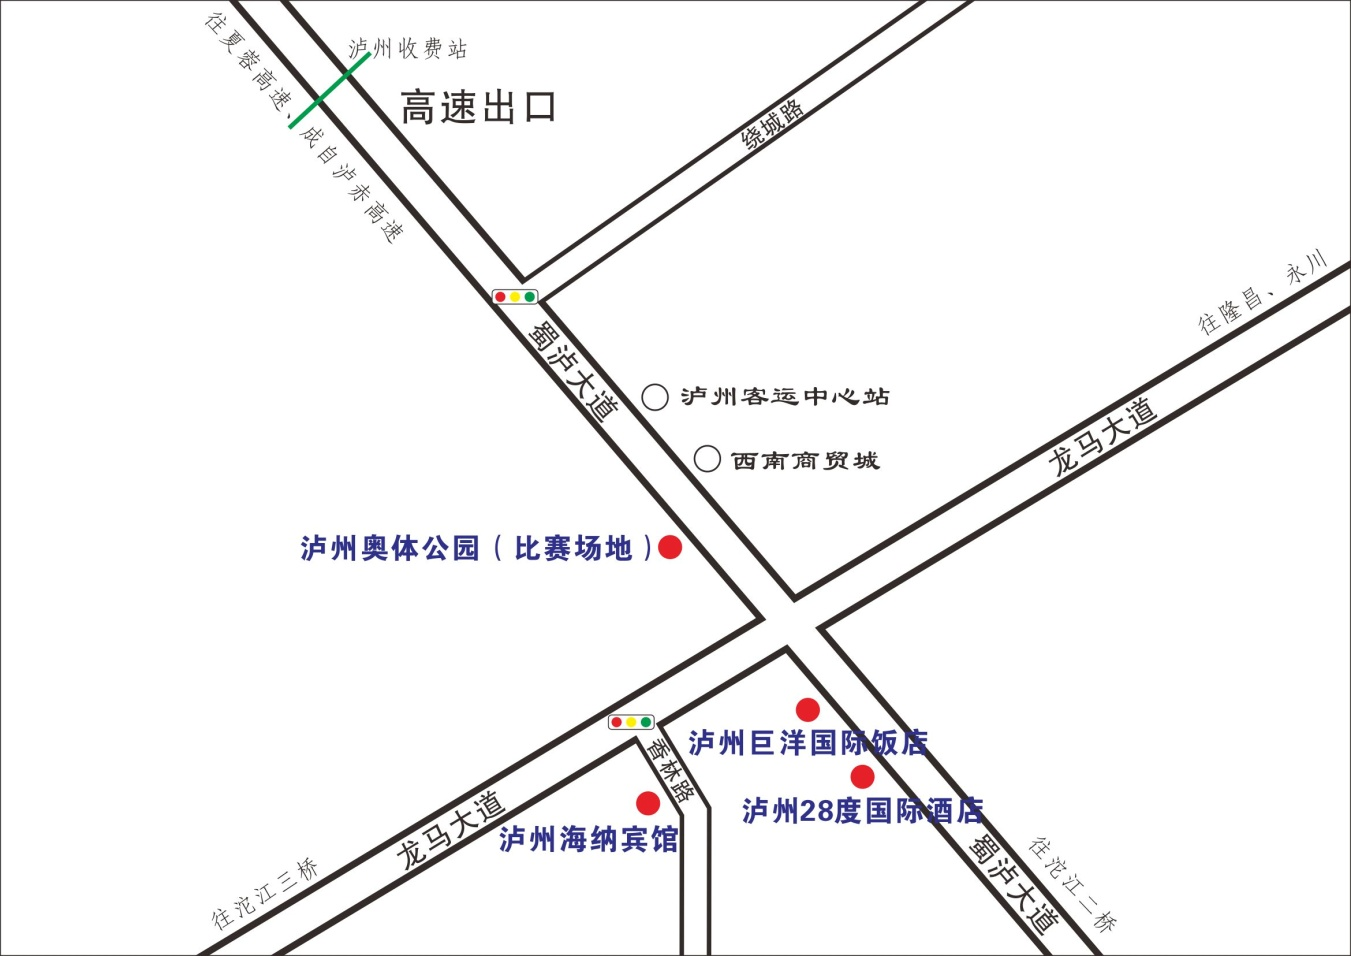 往夏蓉高速、成自泸赤高速
泸州收费站
高速出口
绕城路
往隆昌、永川
蜀泸大道
泸州客运中心站
西南商贸城
龙马大道
泸州奥体公园（比赛场地）
泸州巨洋国际饭店
香林路
泸州28度国际酒店
泸州海纳宾馆
龙马大道
往沱江三桥
蜀泸大道
往沱江二桥